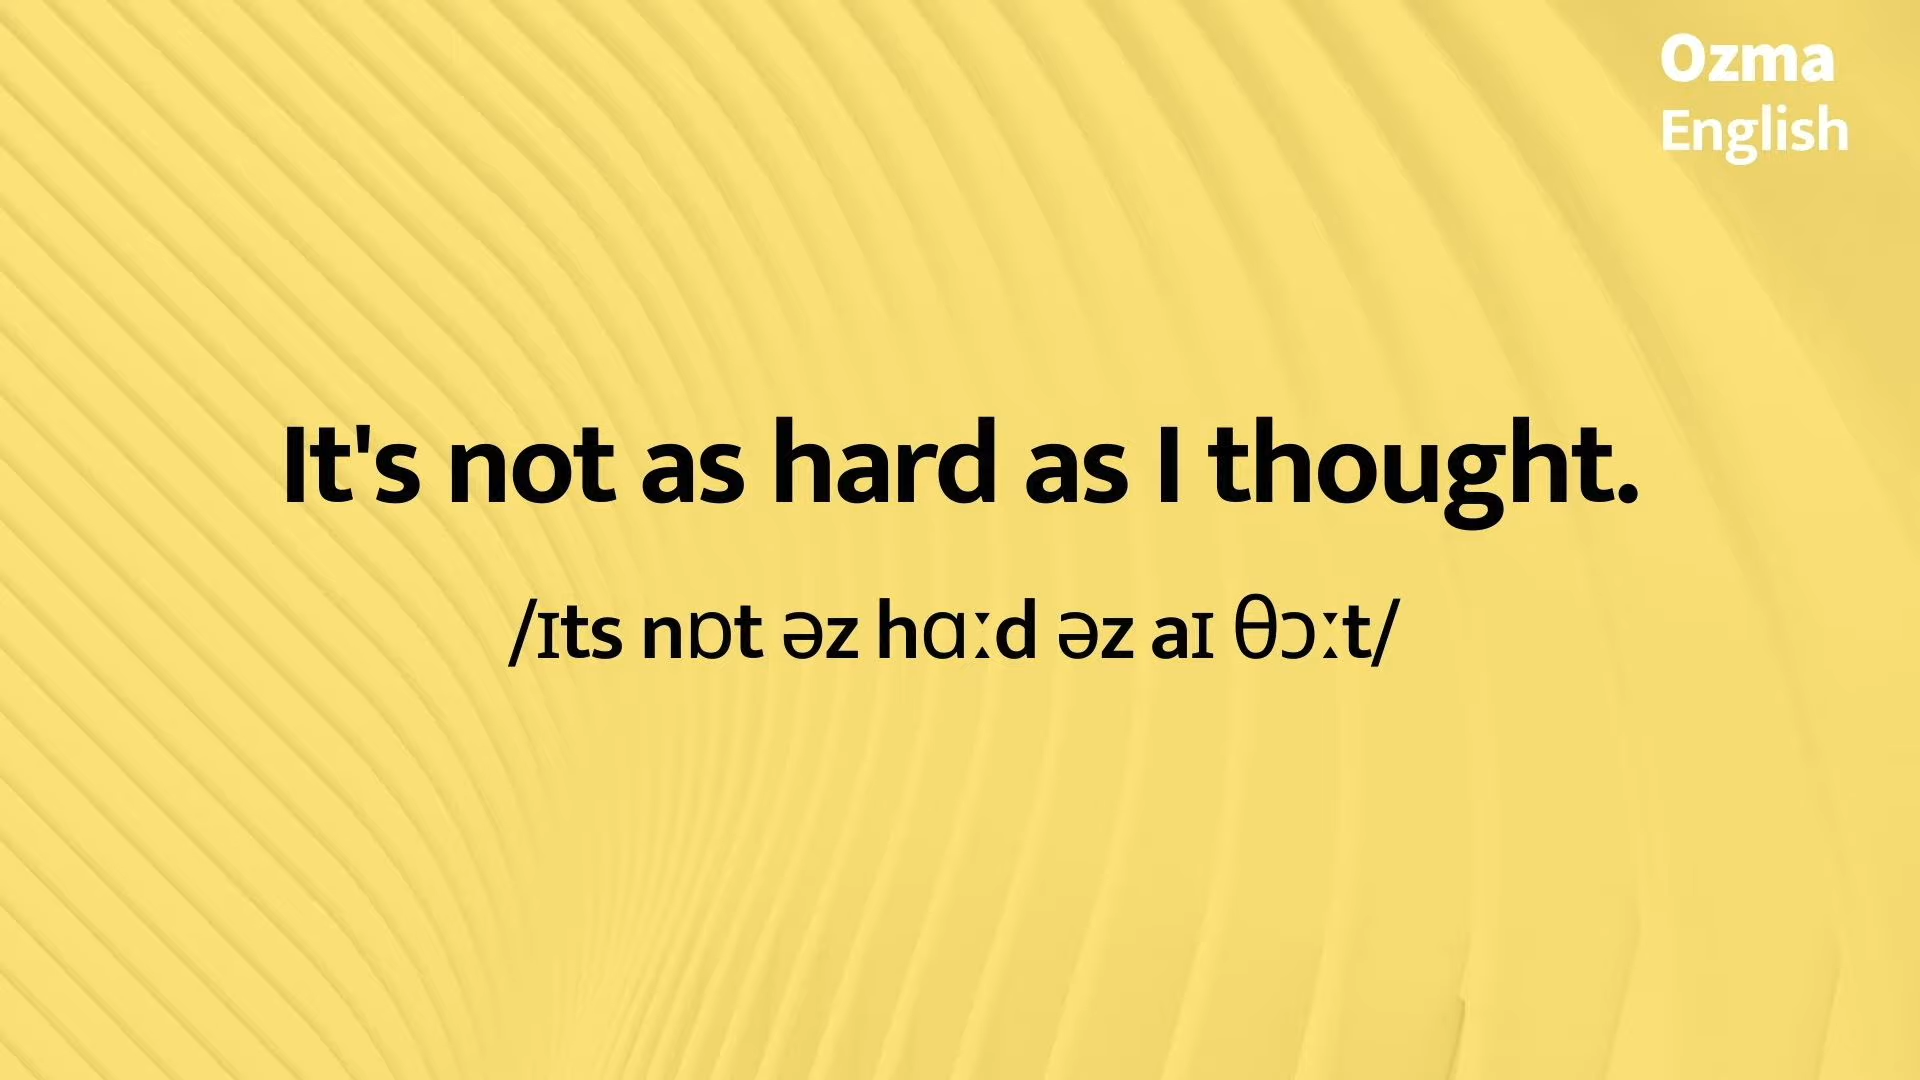 Ozma
English
It's not as hard as I thought.
/ɪts nɒt əz hɑːd əz aɪ θɔːt/